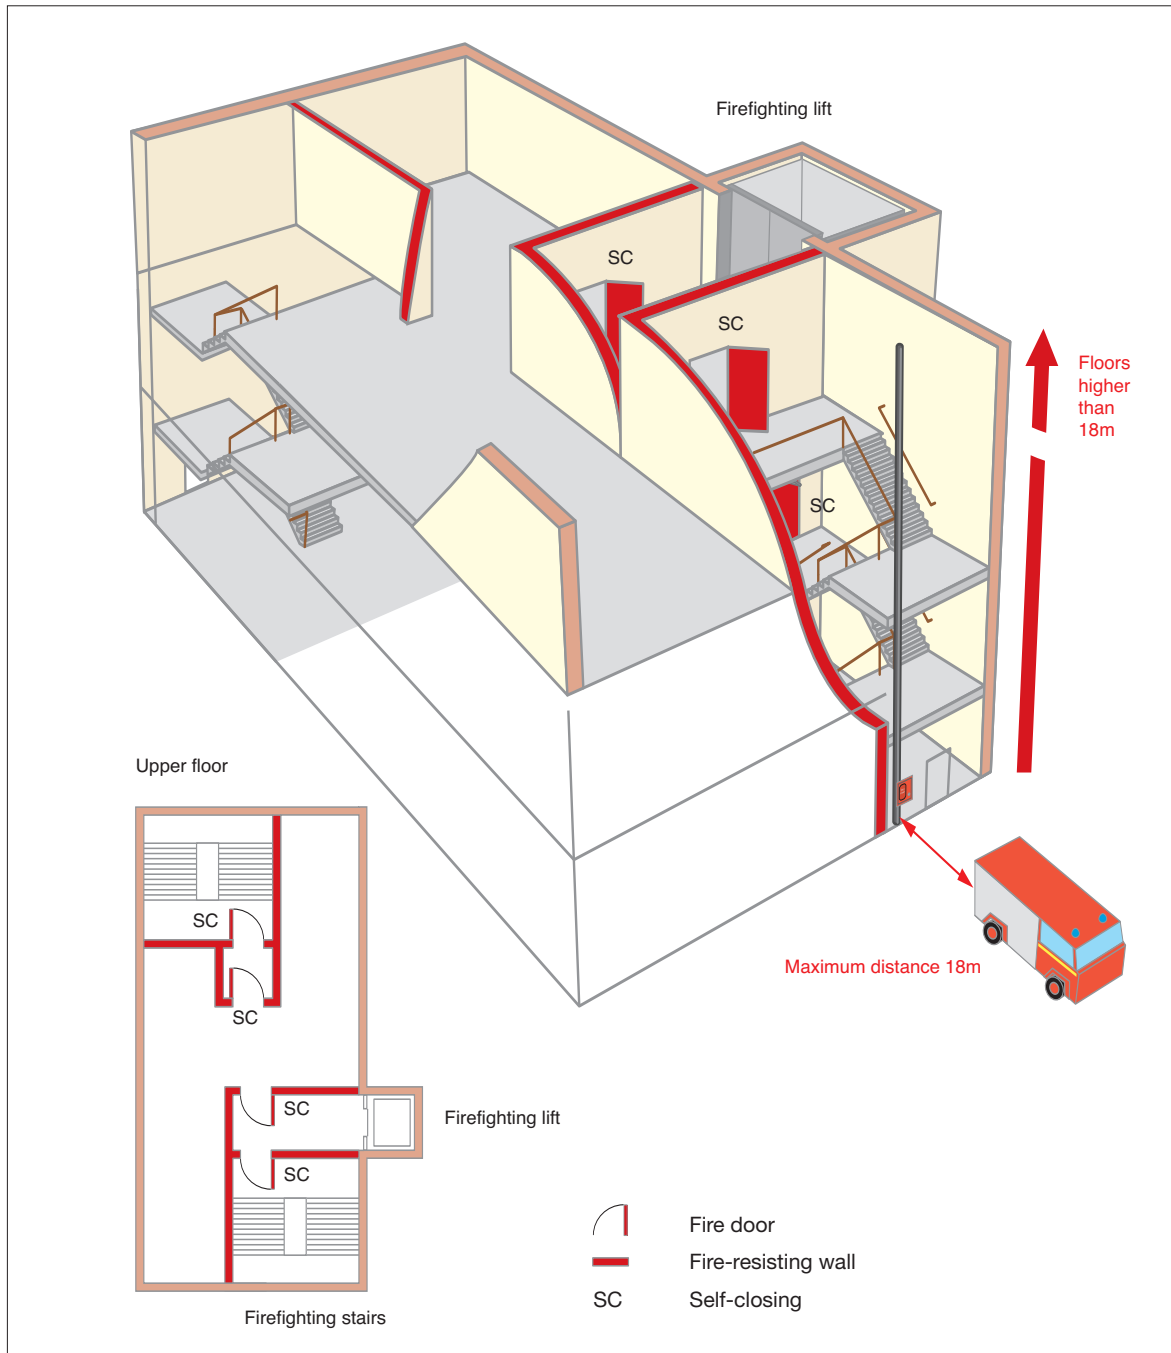 Firefighting lift
SC
SC
Floors
higher
than
18m
SC
Upper floor
Maximum distance 18m
SC
SC
SC
Firefighting lift
SC
Fire door
Fire-resisting wall
SC Self-closing
Firefighting stairs